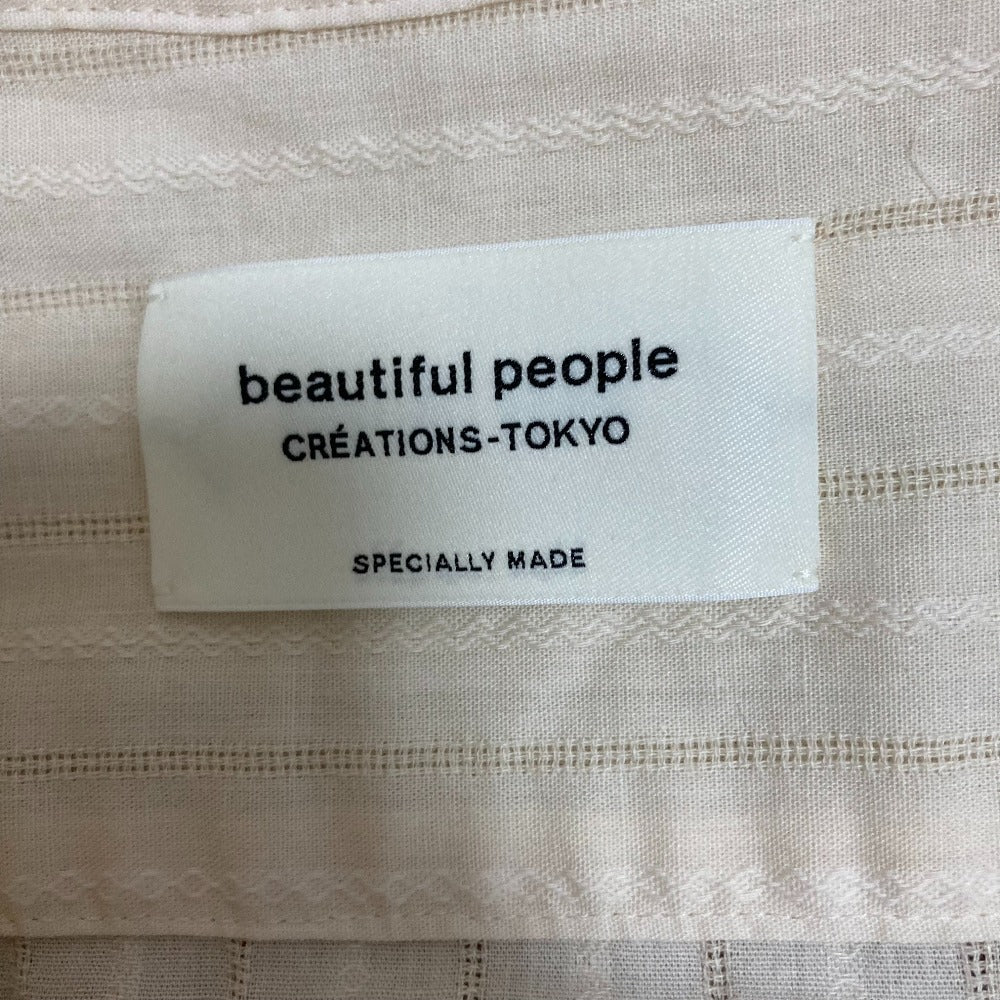 beautiful people
CRÉATIONS-TOKYO
SPECIALLY MADE